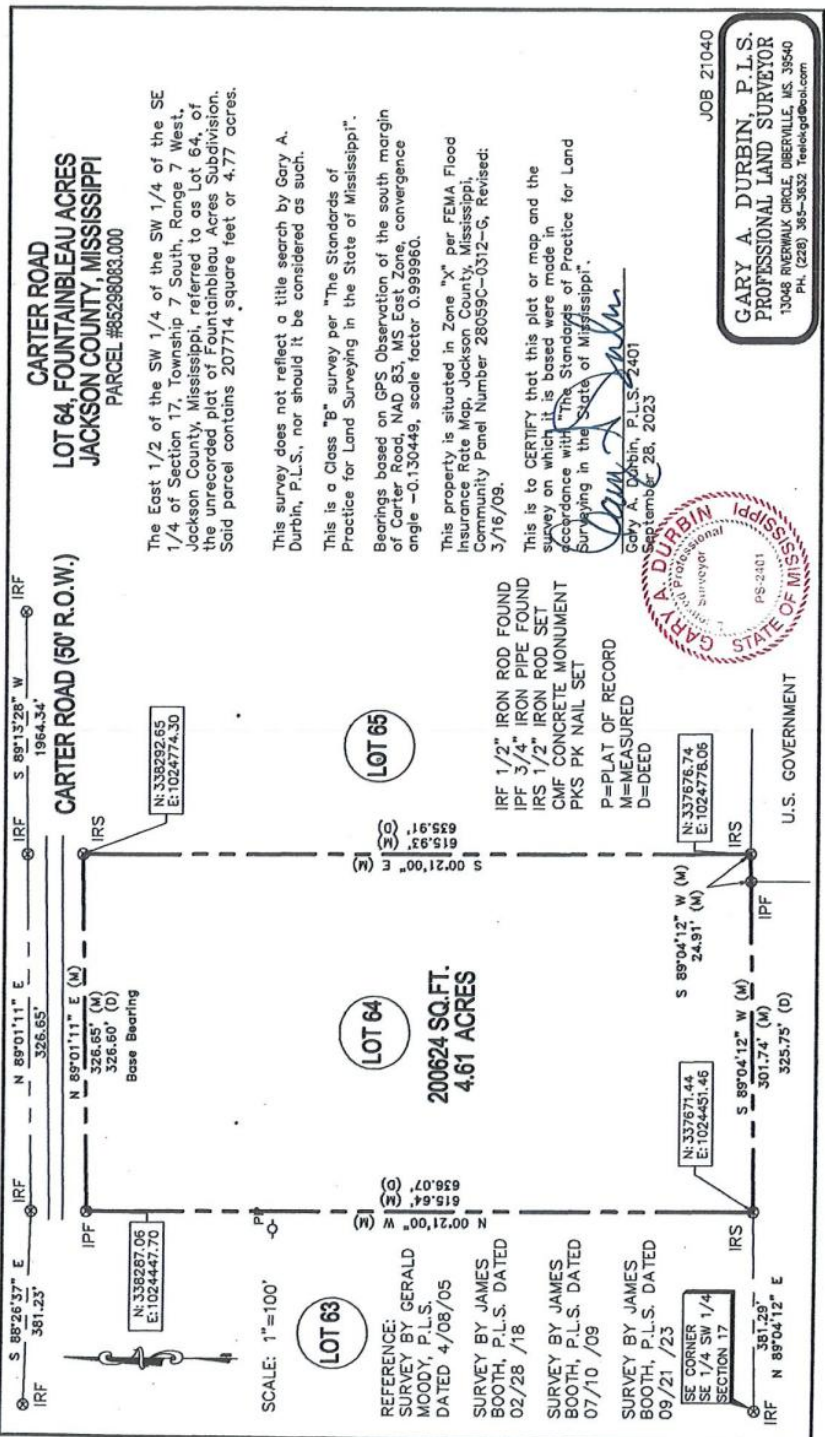 CARTER ROAD
LOT 64, FOUNTAINBLEAU ACRES
JACKSON COUNTY, MISSISSIPPI
PARCEL #85298083.000
The East 1/2 of the SW 1/4 of the SW 1/4 of the SE
1/4 of Section 17, Township 7 South, Range 7 West,
Jackson County, Mississippi, referred to as Lot 64, of
the unrecorded plat of Fountainbleau Acres Subdivision.
Said parcel contains 207714 square feet or 4.77 acres.
This survey does not reflect a title search by Gary A.
Durbin, P.L.S., nor should it be considered as such.
This is a Class "B" survey per "The Standards of
Practice for Land Surveying in the State of Mississippi".
Bearings based on GPS Observation of the south margin
of Carter Road, NAD 83, MS East Zone, convergence
angle -0.130449, scale factor 0.999960.
This property is situated in Zone "X" per FEMA Flood
Insurance Rate Map, Jackson County, Mississippi,
Community Panel Number 28059C-0312-G, Revised:
3/16/09.
This is to CERTIFY that this plat or map and the
survey on which it is based were made in
accordance with "The Standards of Practice for Land
Surveying in the State of Mississippi".
Gary A. Durbin, P.L.S. 2401
September 28, 2023
GARY A. DURBIN
Professional
Surveyor
PS-2401
STATE OF MISSISSIPPI
JOB 21040
GARY A. DURBIN, P.L.S.
PROFESSIONAL LAND SURVEYOR
13048 RIVERWALK CIRCLE, DIBERVILLE, MS. 39540
PH. (228) 365-3632 Teelokgd@aol.com
IRF
S 88°26'37" E
381.23'
IRF
N 89°01'11" E
326.65'
IRF
S 89°13'28" W
1964.34'
IRF
CARTER ROAD (50' R.O.W.)
IPF
N 89°01'11" E (M)
326.65' (M)
326.60' (D)
Base Bearing
IRS
N: 338287.06
E: 1024447.70
N: 338292.65
E: 1024774.30
SCALE: 1"=100'
PP
LOT 63
LOT 64
200624 SQ.FT.
4.61 ACRES
LOT 65
N 00°21'00" W (M)
615.64' (M)
636.07' (D)
S 00°21'00" E (M)
615.93' (M)
635.91' (D)
REFERENCE:
SURVEY BY GERALD
MOODY, P.L.S.
DATED 4/08/05
SURVEY BY JAMES
BOOTH, P.L.S. DATED
02/28 /18
SURVEY BY JAMES
BOOTH, P.L.S. DATED
07/10 /09
SURVEY BY JAMES
BOOTH, P.L.S. DATED
09 /21 /23
IRF 1/2" IRON ROD FOUND
IPF 3/4" IRON PIPE FOUND
IRS 1/2" IRON ROD SET
CMF CONCRETE MONUMENT
PKS PK NAIL SET
P=PLAT OF RECORD
M=MEASURED
D=DEED
N: 337671.44
E: 1024451.46
N: 337676.74
E: 1024778.06
S 89°04'12" W (M)
24.91' (M)
IRS
S 89°04'12" W (M)
301.74' (M)
325.75' (D)
IPF
IRS
U.S. GOVERNMENT
SE CORNER
SE 1/4 SW 1/4
SECTION 17
IRF
381.29'
N 89°04'12" E